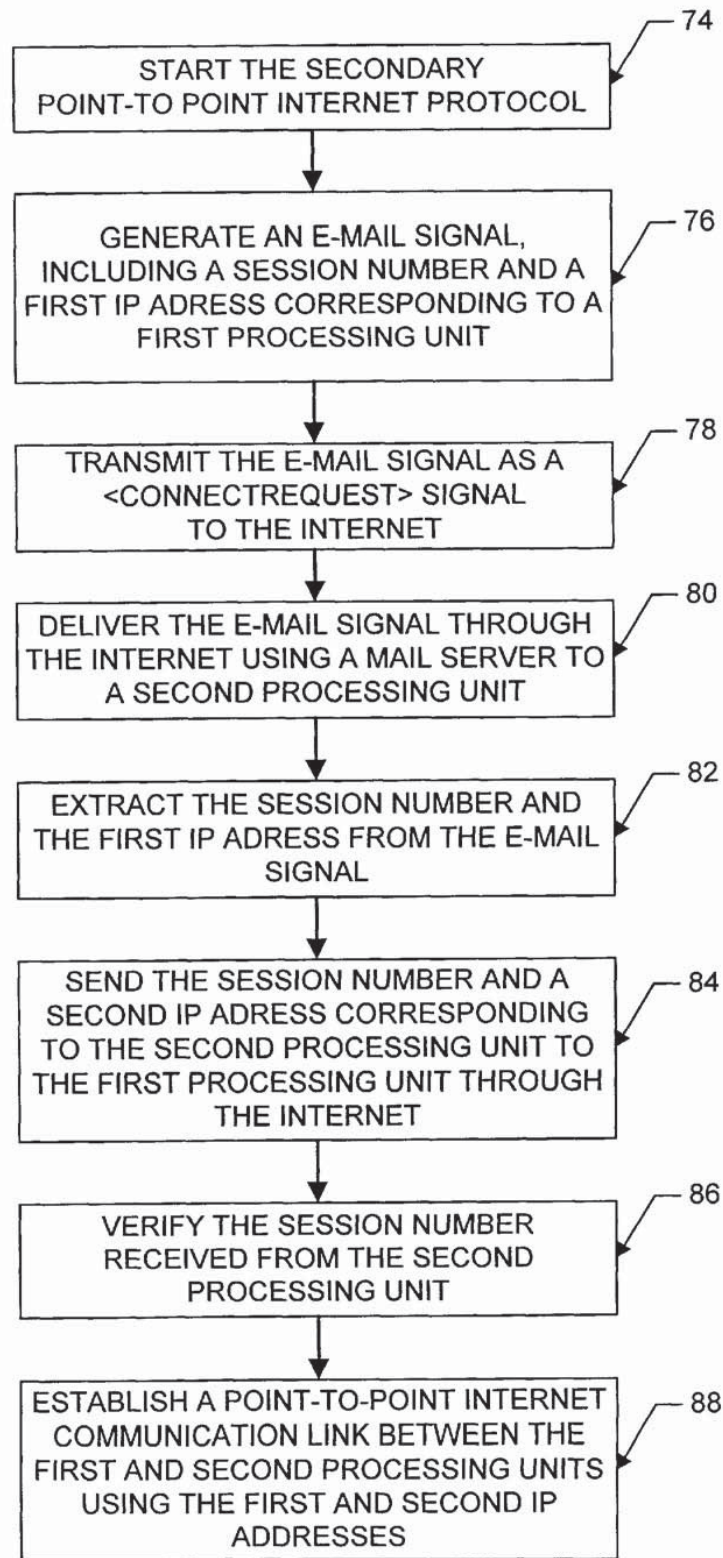 74
START THE SECONDARY
POINT-TO POINT INTERNET PROTOCOL
76
GENERATE AN E-MAIL SIGNAL,
INCLUDING A SESSION NUMBER AND A
FIRST IP ADRESS CORRESPONDING TO A
FIRST PROCESSING UNIT
78
TRANSMIT THE E-MAIL SIGNAL AS A
<CONNECTREQUEST> SIGNAL
TO THE INTERNET
80
DELIVER THE E-MAIL SIGNAL THROUGH
THE INTERNET USING A MAIL SERVER TO
A SECOND PROCESSING UNIT
82
EXTRACT THE SESSION NUMBER AND
THE FIRST IP ADRESS FROM THE E-MAIL
SIGNAL
84
SEND THE SESSION NUMBER AND A
SECOND IP ADRESS CORRESPONDING
TO THE SECOND PROCESSING UNIT TO
THE FIRST PROCESSING UNIT THROUGH
THE INTERNET
86
VERIFY THE SESSION NUMBER
RECEIVED FROM THE SECOND
PROCESSING UNIT
88
ESTABLISH A POINT-TO-POINT INTERNET
COMMUNICATION LINK BETWEEN THE
FIRST AND SECOND PROCESSING UNITS
USING THE FIRST AND SECOND IP
ADDRESSES